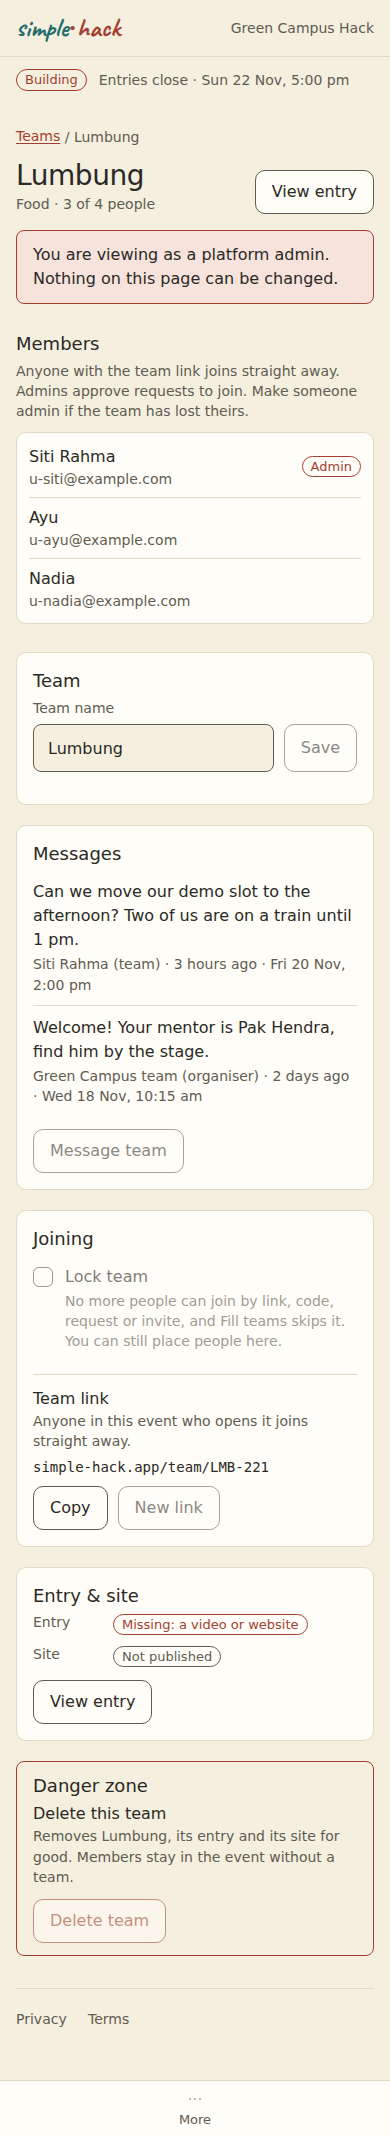 simple·hack
Green Campus Hack
Building
Entries close · Sun 22 Nov, 5:00 pm
Teams / Lumbung
Lumbung
Food · 3 of 4 people
View entry
You are viewing as a platform admin.
Nothing on this page can be changed.
Members
Anyone with the team link joins straight away.
Admins approve requests to join. Make someone
admin if the team has lost theirs.
Siti Rahma
u-siti@example.com
Admin
Ayu
u-ayu@example.com
Nadia
u-nadia@example.com
Team
Team name
Lumbung
Save
Messages
Can we move our demo slot to the
afternoon? Two of us are on a train until
1 pm.
Siti Rahma (team) · 3 hours ago · Fri 20 Nov,
2:00 pm
Welcome! Your mentor is Pak Hendra,
find him by the stage.
Green Campus team (organiser) · 2 days ago
· Wed 18 Nov, 10:15 am
Message team
Joining
Lock team
No more people can join by link, code,
request or invite, and Fill teams skips it.
You can still place people here.
Team link
Anyone in this event who opens it joins
straight away.
simple-hack.app/team/LMB-221
Copy
New link
Entry & site
Entry
Missing: a video or website
Site
Not published
View entry
Danger zone
Delete this team
Removes Lumbung, its entry and its site for
good. Members stay in the event without a
team.
Delete team
Privacy
Terms
...
More